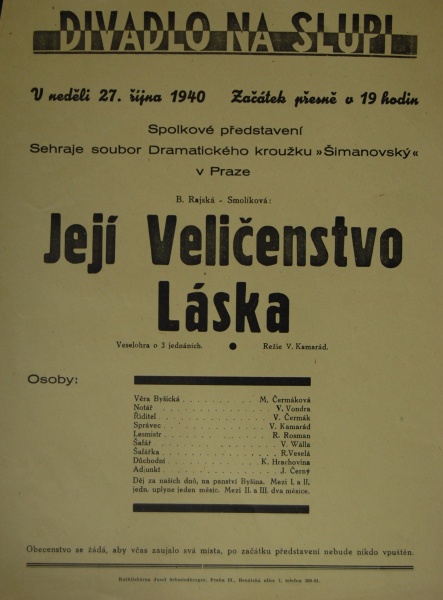 DIVADLO NA SLUPI
V neděli 27. října 1940 Začátek přesně v 19 hodin
Spolkové představení
Sehraje soubor Dramatického kroužku »Šimanovský«
v Praze
B. Rajská - Smolíková:
Její Veličenstvo
Láska
Veselohra o 3 jednáních. ● Režie V. Kamarád.
Osoby:
Věra Byšická . . . . . . . . . M. Čermáková
Notář . . . . . . . . . V. Vondra
Řiditel . . . . . . . . . V. Čermák
Správec . . . . . . . . . V. Kamarád
Lesmistr . . . . . . . . . R. Rosman
Šafář . . . . . . . . . V. Walla
Šafářka . . . . . . . . . R.Veselá
Důchodní . . . . . . . . . K. Hrachovina
Adjunkt . . . . . . . . . J. Černý
Děj za našich dnů, na panství Byšina. Mezi I. a II.
jedn. uplyne jeden měsíc. Mezi II. a III. dva měsíce.
Obecenstvo se žádá, aby včas zaujalo svá místa, po začátku představení nebude nikdo vpuštěn.
Knihtiskárna Josef